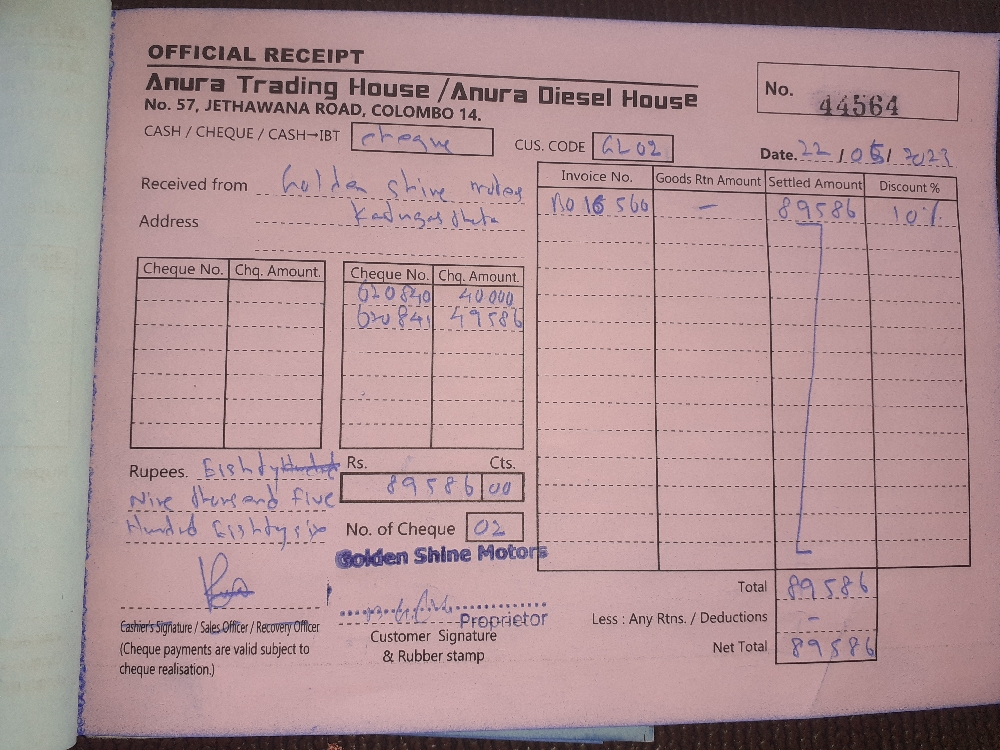 OFFICIAL RECEIPT
Anura Trading House / Anura Diesel House
No. 57, JETHAWANA ROAD, COLOMBO 14.
No. 44564
CASH / CHEQUE / CASH→IBT cheque
CUS. CODE GL02
Date. 22 / 05 / 2023
Received from Golden Shine motors
Address
Invoice No. Goods Rtn Amount Settled Amount Discount %
16566 – 89586 10%
Cheque No. Chq. Amount. Cheque No. Chq. Amount.
620840 40000
620841 49586
Rupees. Eighty Hundred
Nine thousand five
Hundred Eighty six
Rs. Cts.
89586 00
No. of Cheque 02
Golden Shine Motors
Proprietor
Cashier's Signature / Sales Officer / Recovery Officer
(Cheque payments are valid subject to
cheque realisation.)
Customer Signature
& Rubber stamp
Total 89586
Less : Any Rtns. / Deductions –
Net Total 89586